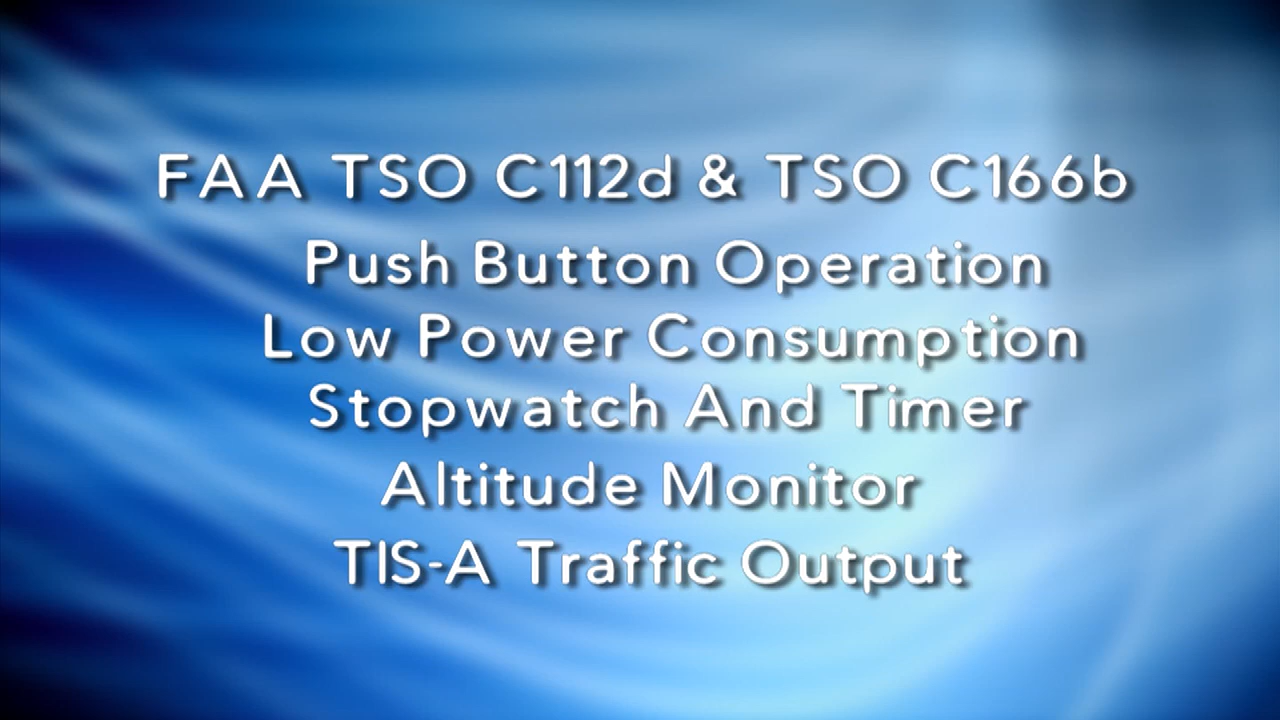 FAA TSO C112d & TSO C166b
Push Button Operation
Low Power Consumption
Stopwatch And Timer
Altitude Monitor
TIS-A Traffic Output